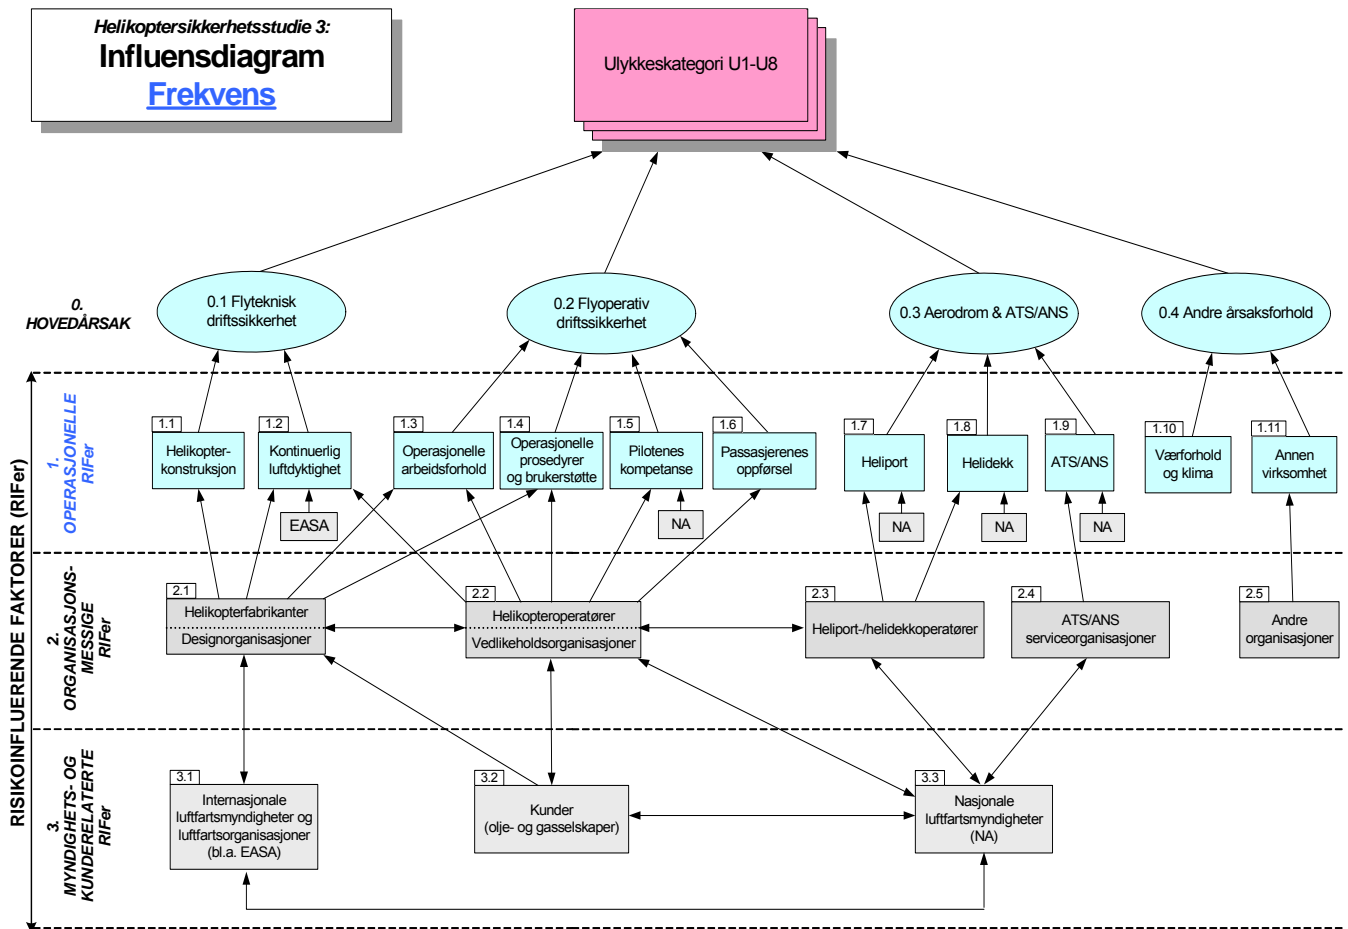 Helikoptersikkerhetsstudie 3:
Influensdiagram
Frekvens
Ulykkeskategori U1-U8
0.
HOVEDÅRSAK
0.1 Flyteknisk
driftssikkerhet
0.2 Flyoperativ
driftssikkerhet
0.3 Aerodrom & ATS/ANS
0.4 Andre årsaksforhold
RISIKOINFLUERENDE FAKTORER (RIFer)
1.
OPERASJONELLE
RIFer
1.1
Helikopter-
konstruksjon
1.2
Kontinuerlig
luftdyktighet
1.3
Operasjonelle
arbeidsforhold
1.4
Operasjonelle
prosedyrer
og brukerstøtte
1.5
Pilotenes
kompetanse
1.6
Passasjerenes
oppførsel
1.7
Heliport
1.8
Helidekk
1.9
ATS/ANS
1.10
Værforhold
og klima
1.11
Annen
virksomhet
EASA
NA
NA
NA
NA
2.
ORGANISASJONS-
MESSIGE
RIFer
2.1
Helikopterfabrikanter
Designorganisasjoner
2.2
Helikopteroperatører
Vedlikeholdsorganisasjoner
2.3
Heliport-/helidekkoperatører
2.4
ATS/ANS
serviceorganisasjoner
2.5
Andre
organisasjoner
3.
MYNDIGHETS- OG
KUNDERELATERTE
RIFer
3.1
Internasjonale
luftfartsmyndigheter og
luftfartsorganisasjoner
(bl.a. EASA)
3.2
Kunder
(olje- og gasselskaper)
3.3
Nasjonale
luftfartsmyndigheter
(NA)